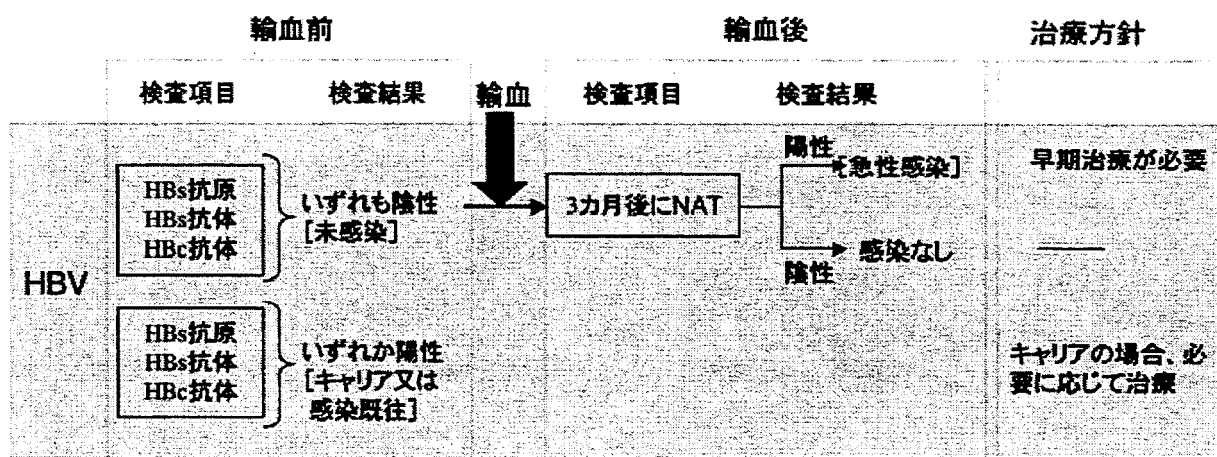 輸血前
輸血後
治療方針
検査項目
検査結果
輸血
検査項目
検査結果
HBV
HBs抗原
HBs抗体
HBc抗体
いずれも陰性
[未感染]
3カ月後にNAT
陽性
[急性感染]
早期治療が必要
感染なし
陰性
HBs抗原
HBs抗体
HBc抗体
いずれか陽性
[キャリア又は
感染既往]
キャリアの場合、必
要に応じて治療